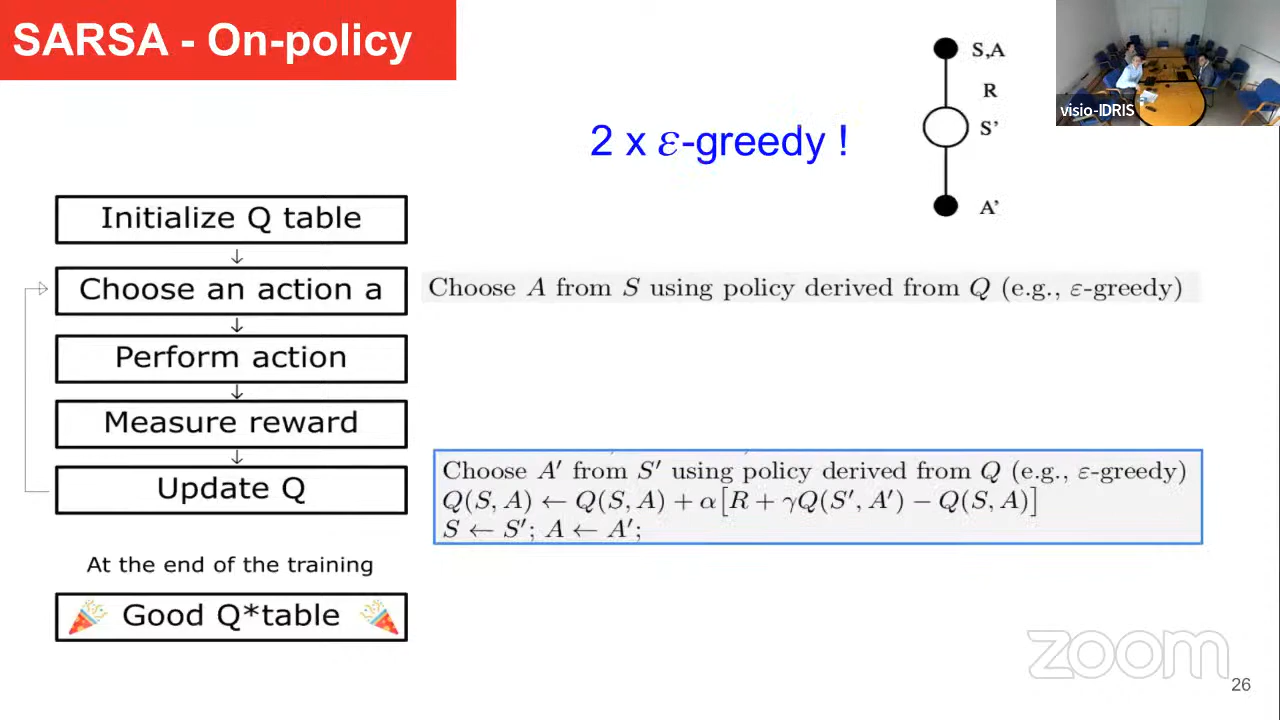 SARSA - On-policy
2 x ε-greedy !
S,A
R
S'
A'
visio-IDRIS
Initialize Q table
Choose an action a
Choose A from S using policy derived from Q (e.g., ε-greedy)
Perform action
Measure reward
Update Q
Choose A′ from S′ using policy derived from Q (e.g., ε-greedy)
Q(S, A) ← Q(S, A) + α[R + γQ(S′, A′) − Q(S, A)]
S ← S′; A ← A′;
At the end of the training
Good Q*table
zoom
26